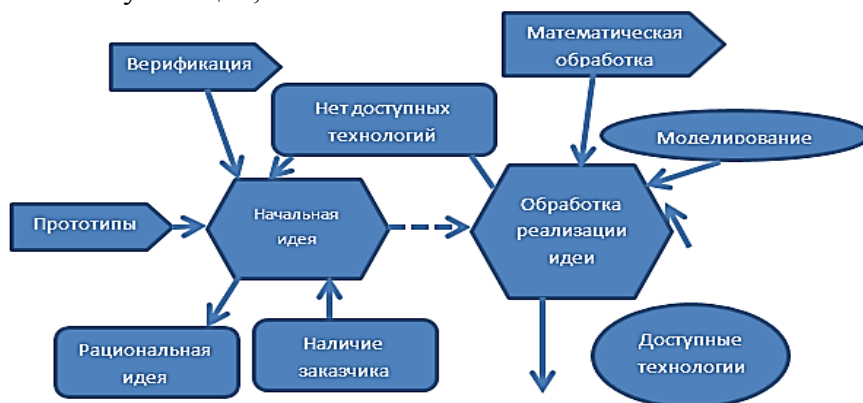 Математическая
обработка
Верификация
Нет доступных
технологий
Моделирование
Прототипы
Начальная
идея
Обработка
реализации
идеи
Рациональная
идея
Наличие
заказчика
Доступные
технологии